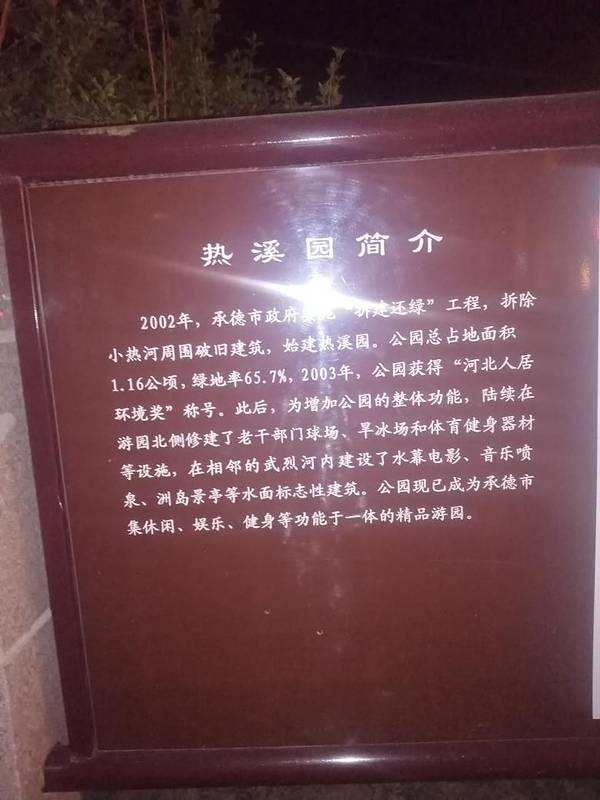 热溪园简介
2002年，承德市政府实施“拆建还绿”工程，拆除
小热河周围破旧建筑，始建热溪园。公园总占地面积
1.16公顷，绿地率65.7%，2003年，公园获得“河北人居
环境奖”称号。此后，为增加公园的整体功能，陆续在
游园北侧修建了老干部门球场、旱冰场和体育健身器材
等设施，在相邻的武烈河内建设了水幕电影、音乐喷
泉、洲岛景亭等水面标志性建筑。公园现已成为承德市
集休闲、娱乐、健身等功能于一体的精品游园。